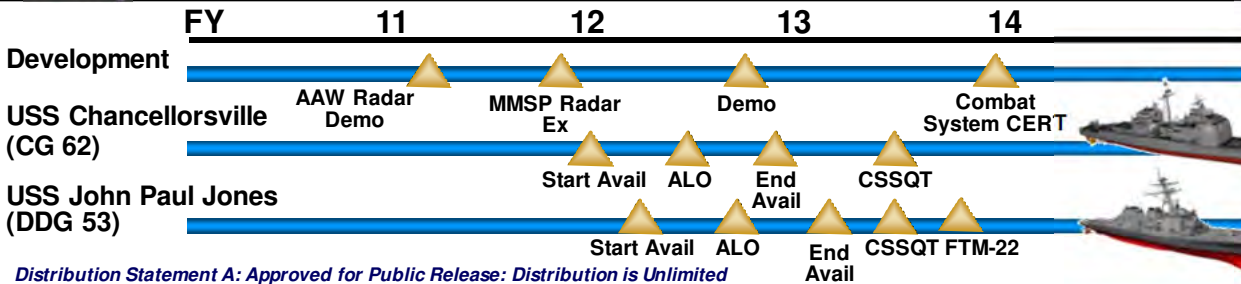 FY 11 12 13 14
Development
AAW Radar
Demo
MMSP Radar
Ex
Demo
Combat
System CERT
USS Chancellorsville
(CG 62)
Start Avail
ALO
End
Avail
CSSQT
USS John Paul Jones
(DDG 53)
Start Avail
ALO
End
Avail
CSSQT
FTM-22
Distribution Statement A: Approved for Public Release: Distribution is Unlimited